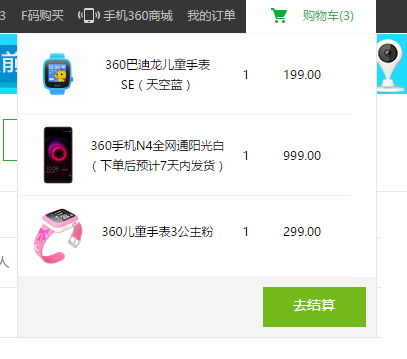 3 F码购买 手机360商城 我的订单 购物车(3)
前
360巴迪龙儿童手表
SE（天空蓝） 1 199.00
360手机N4全网通阳光白
（下单后预计7天内发货） 1 999.00
人
360儿童手表3公主粉 1 299.00
去结算